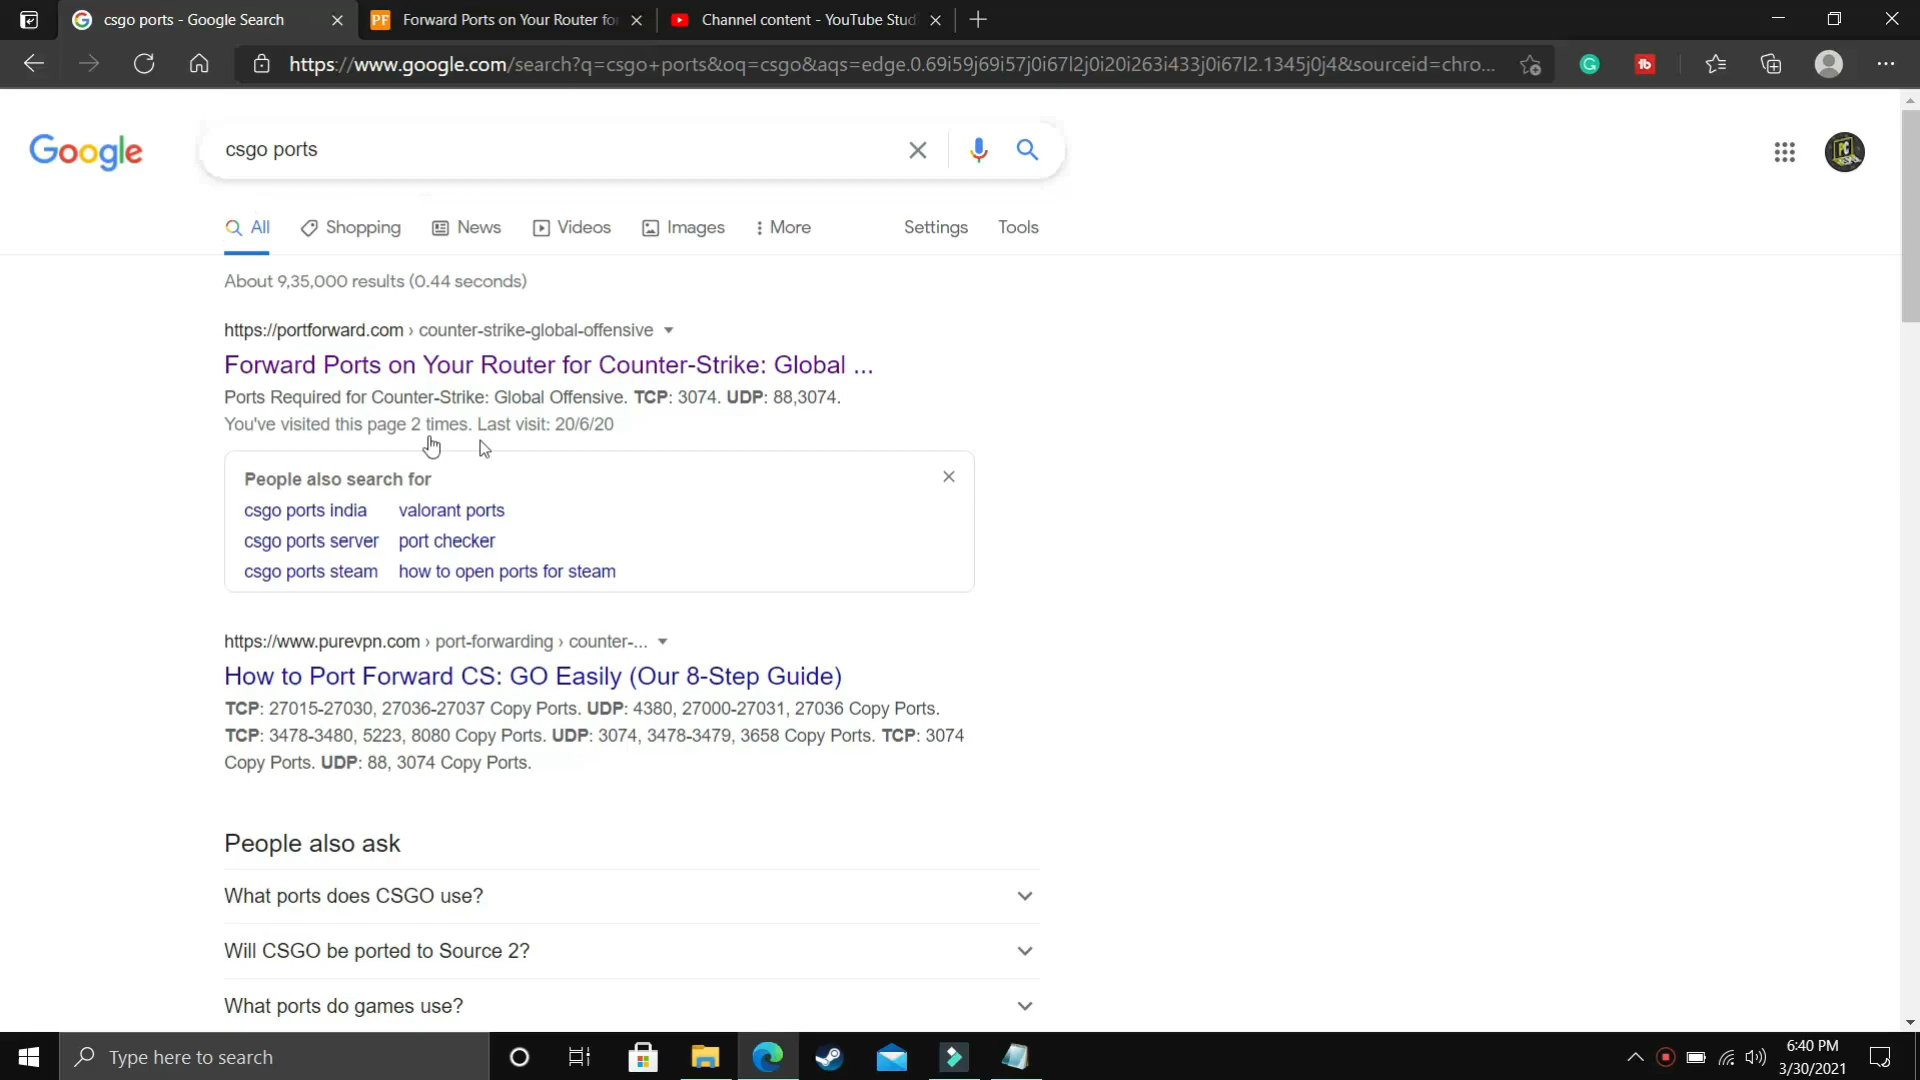 csgo ports - Google Search
PF Forward Ports on Your Router fo
Channel content - YouTube Stud
https://www.google.com/search?q=csgo+ports&oq=csgo&aqs=edge.0.69i59j69i57j0i67l2j0i20i263i433j0i67l2.1345j0j4&sourceid=chro...
tb
Google
csgo ports
All Shopping News Videos Images More Settings Tools
About 9,35,000 results (0.44 seconds)
https://portforward.com › counter-strike-global-offensive
Forward Ports on Your Router for Counter-Strike: Global ...
Ports Required for Counter-Strike: Global Offensive. TCP: 3074. UDP: 88,3074.
You've visited this page 2 times. Last visit: 20/6/20
People also search for
csgo ports india valorant ports
csgo ports server port checker
csgo ports steam how to open ports for steam
https://www.purevpn.com › port-forwarding › counter-...
How to Port Forward CS: GO Easily (Our 8-Step Guide)
TCP: 27015-27030, 27036-27037 Copy Ports. UDP: 4380, 27000-27031, 27036 Copy Ports.
TCP: 3478-3480, 5223, 8080 Copy Ports. UDP: 3074, 3478-3479, 3658 Copy Ports. TCP: 3074
Copy Ports. UDP: 88, 3074 Copy Ports.
People also ask
What ports does CSGO use?
Will CSGO be ported to Source 2?
What ports do games use?
Type here to search
6:40 PM
3/30/2021